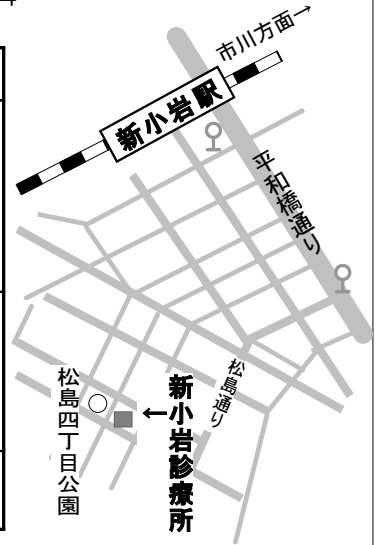 市川方面→
新小岩駅
平和橋通り
松島通り
←新小岩診療所
松島四丁目公園